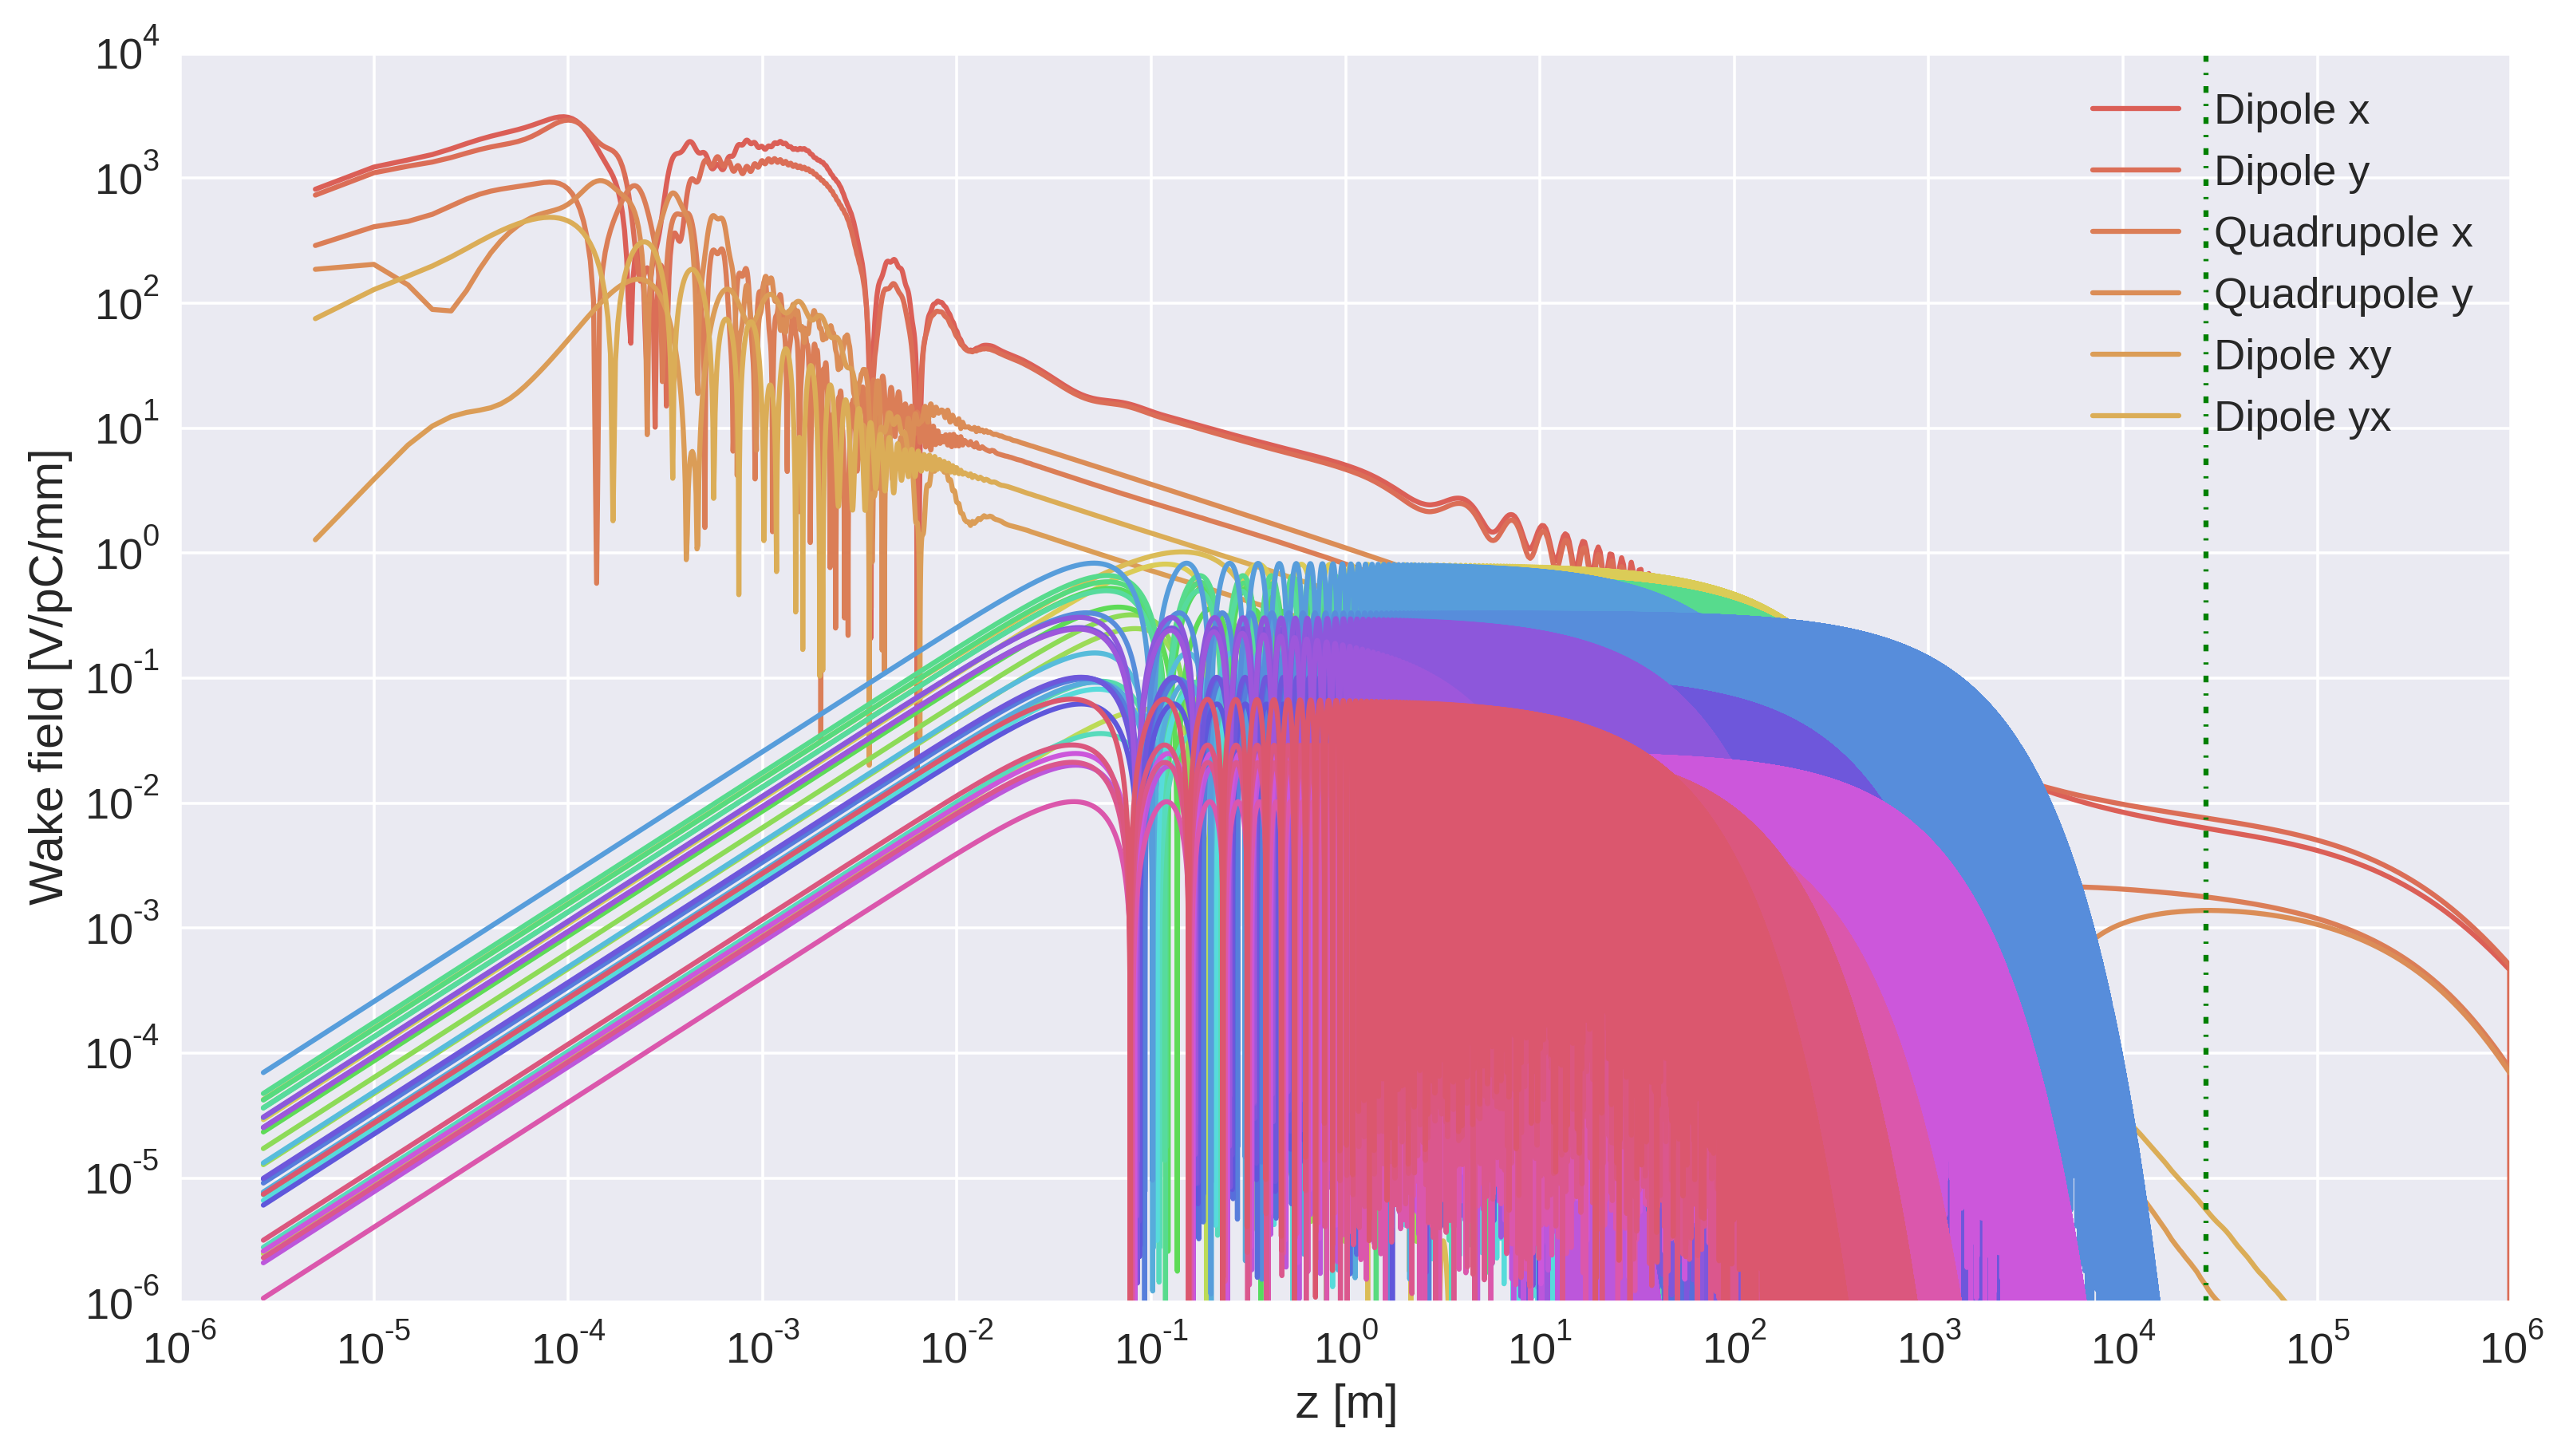 10^4
10^3
10^2
10^1
10^0
10^-1
10^-2
10^-3
10^-4
10^-5
10^-6
Wake field [V/pC/mm]
Dipole x
Dipole y
Quadrupole x
Quadrupole y
Dipole xy
Dipole yx
10^-6 10^-5 10^-4 10^-3 10^-2 10^-1 10^0 10^1 10^2 10^3 10^4 10^5 10^6
z [m]